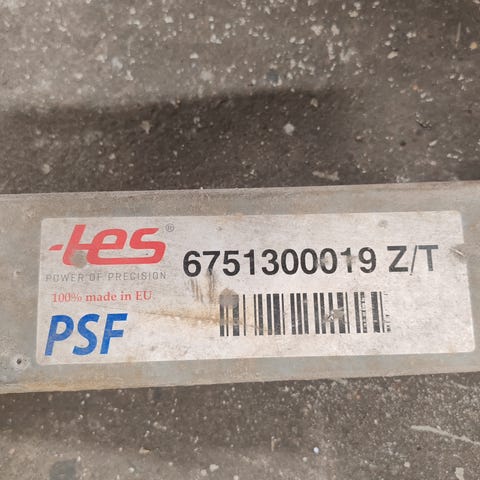 tes®
POWER OF PRECISION
6751300019 Z/T
100% made in EU
PSF